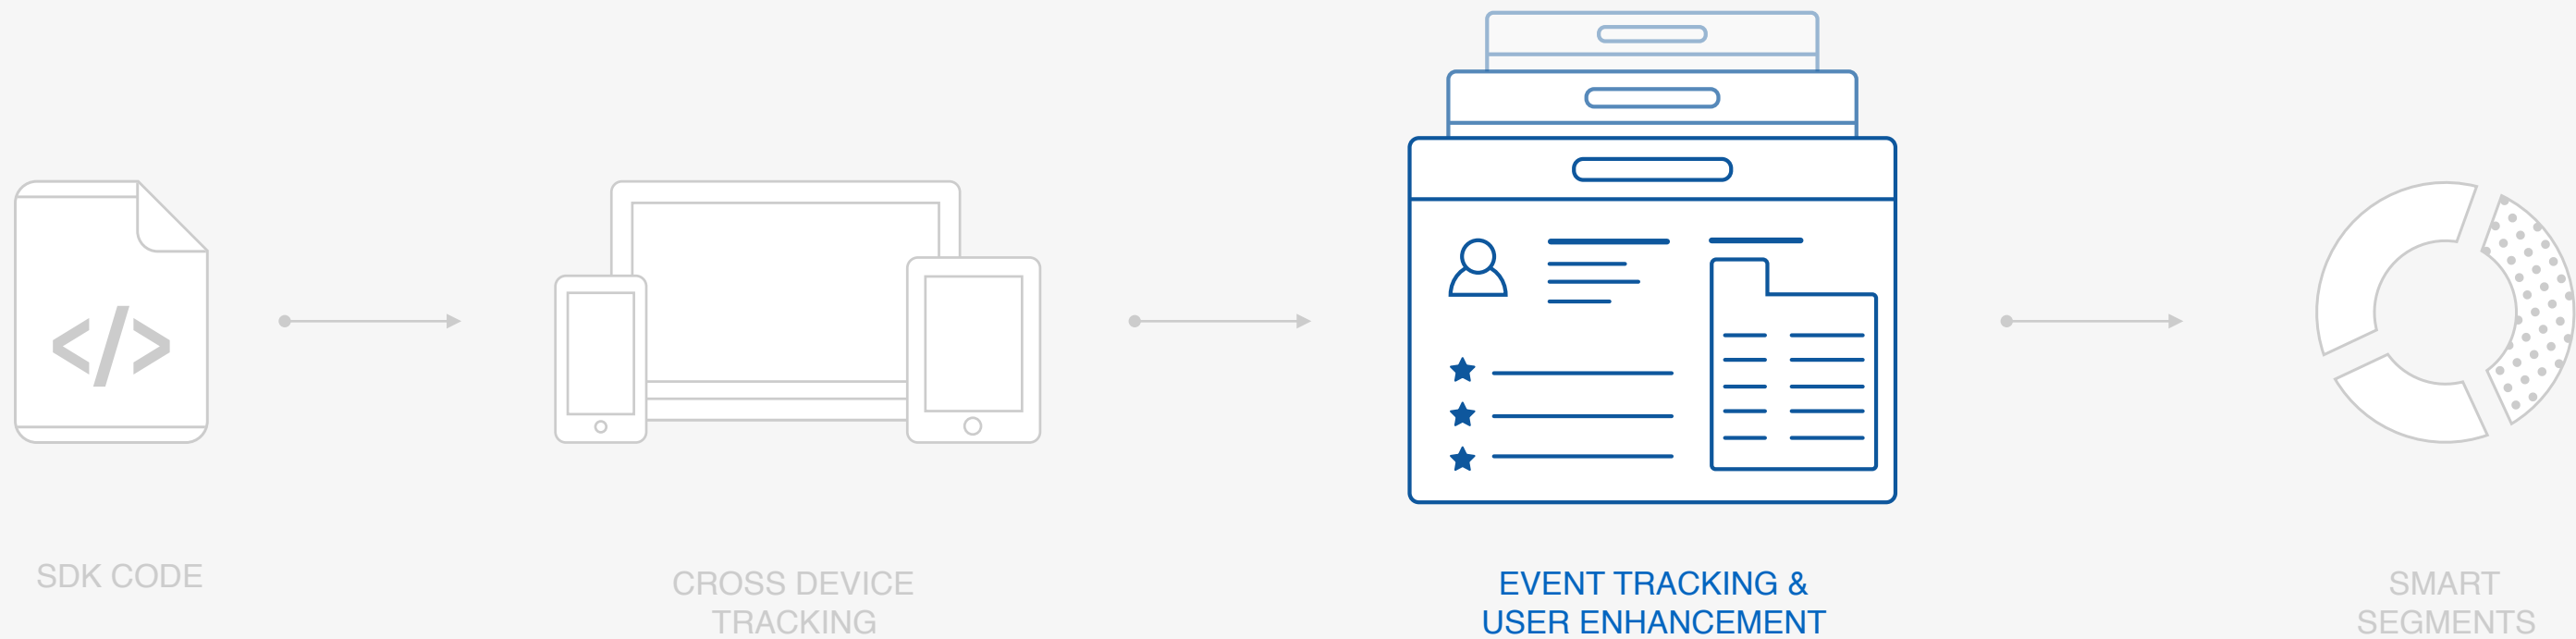 </>
SDK CODE
CROSS DEVICE
TRACKING
EVENT TRACKING &
USER ENHANCEMENT
SMART
SEGMENTS